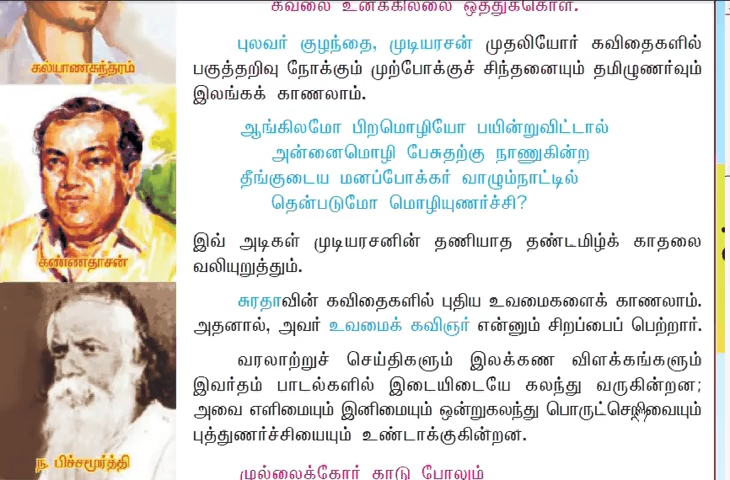 கவலை உனக்கில்லை ஒத்துக்கொள்.
கல்யாணசுந்தரம்
புலவர் குழந்தை, முடியரசன் முதலியோர் கவிதைகளில்
பகுத்தறிவு நோக்கும் முற்போக்குச் சிந்தனையும் தமிழுணர்வும்
இலங்கக் காணலாம்.
ஆங்கிலமோ பிறமொழியோ பயின்றுவிட்டால்
அன்னைமொழி பேசுதற்கு நாணுகின்ற
தீங்குடைய மனப்போக்கர் வாழும்நாட்டில்
தென்படுமோ மொழியுணர்ச்சி?
இவ் அடிகள் முடியரசனின் தணியாத தண்டமிழ்க் காதலை
வலியுறுத்தும்.
கண்ணதாசன்
சுரதாவின் கவிதைகளில் புதிய உவமைகளைக் காணலாம்.
அதனால், அவர் உவமைக் கவிஞர் என்னும் சிறப்பைப் பெற்றார்.
வரலாற்றுச் செய்திகளும் இலக்கண விளக்கங்களும்
இவர்தம் பாடல்களில் இடையிடையே கலந்து வருகின்றன;
அவை எளிமையும் இனிமையும் ஒன்றுகலந்து பொருட்செறிவையும்
புத்துணர்ச்சியையும் உண்டாக்குகின்றன.
ந. பிச்சமூர்த்தி
முல்லைக்கோர் காடு போலும்